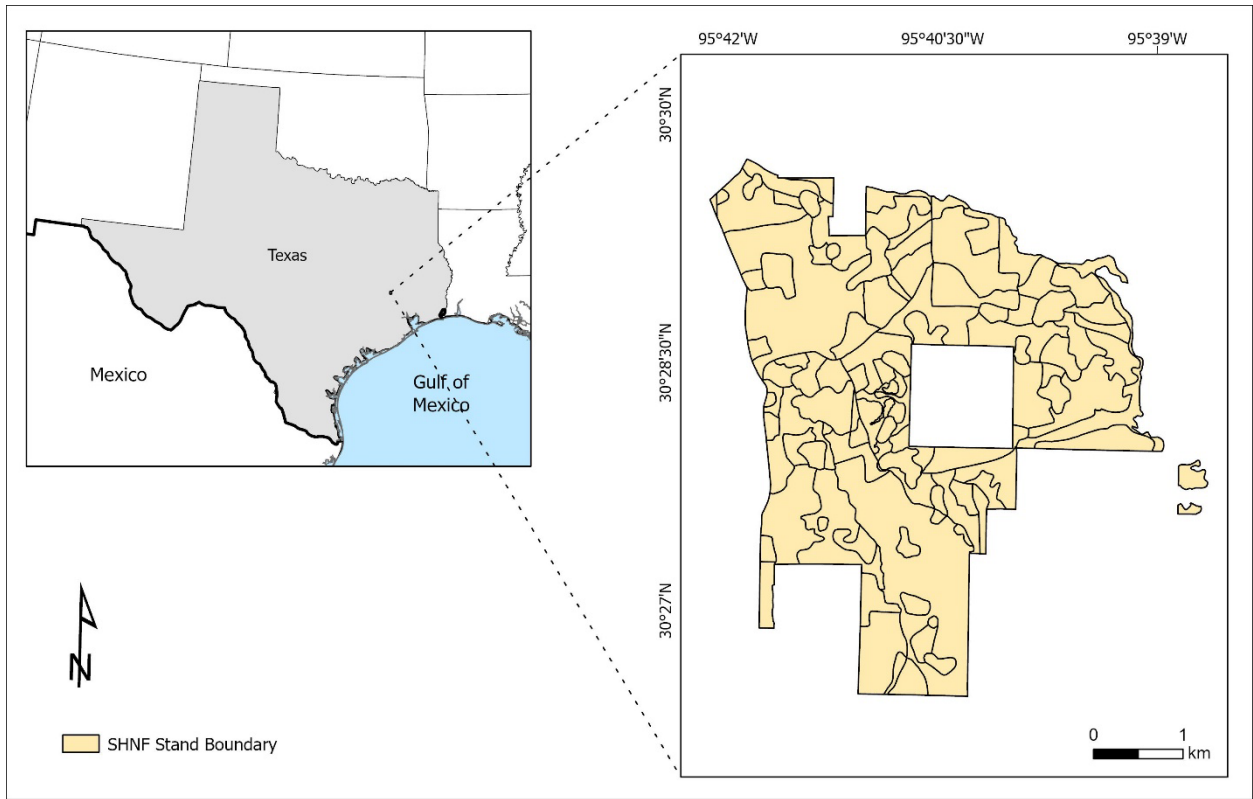 95°42'W
95°40'30"W
95°39'W
30°30'N
30°28'30"N
30°27'N
Texas
Mexico
Gulf of
Mexico
N
SHNF Stand Boundary
0 1
km